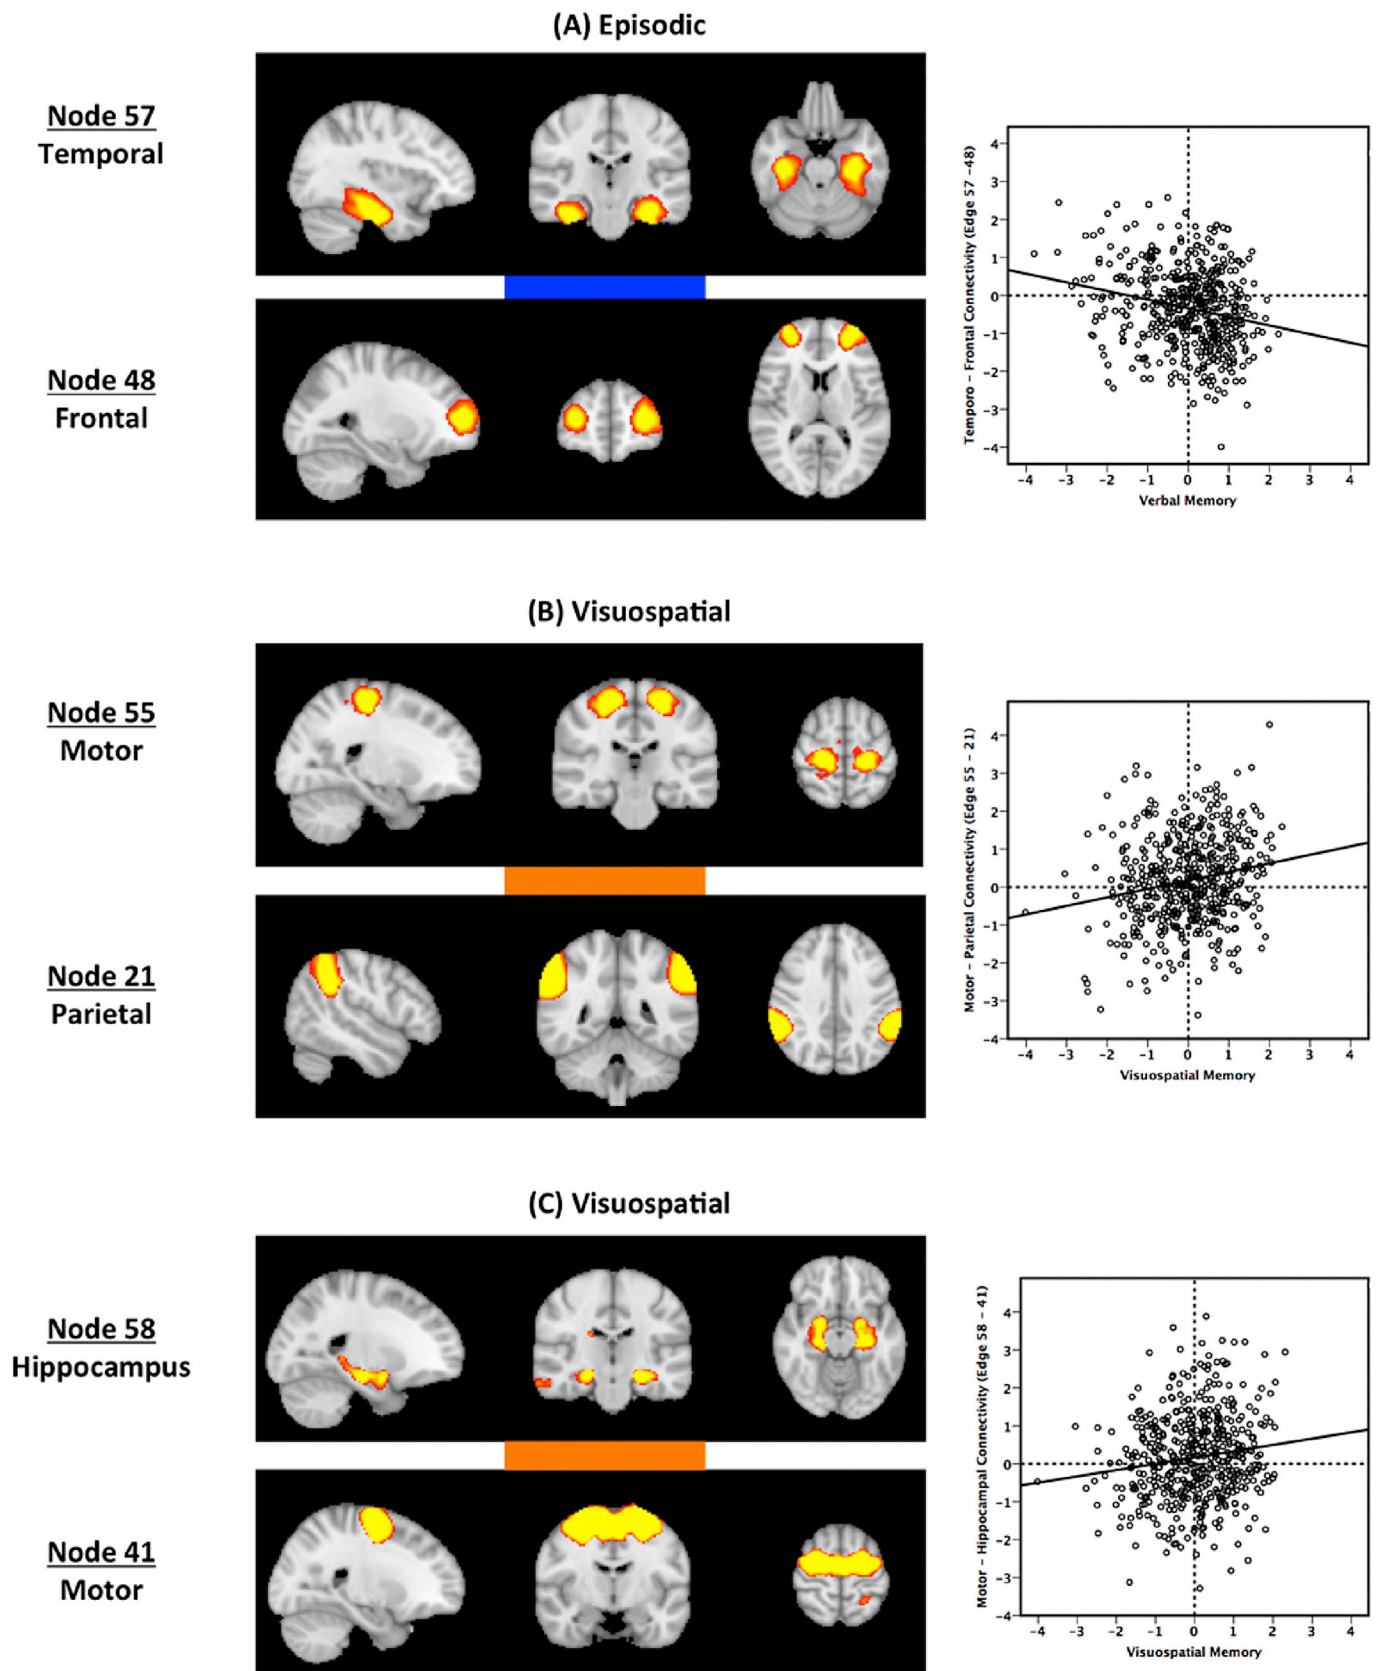 (A) Episodic
Node 57
Temporal
Node 48
Frontal
Temporo – Frontal Connectivity (Edge 57 –48)
4
3
2
1
0
-1
-2
-3
-4
-4 -3 -2 -1 0 1 2 3 4
Verbal Memory
(B) Visuospatial
Node 55
Motor
Node 21
Parietal
Motor – Parietal Connectivity (Edge 55 – 21)
4
3
2
1
0
-1
-2
-3
-4
-4 -3 -2 -1 0 1 2 3 4
Visuospatial Memory
(C) Visuospatial
Node 58
Hippocampus
Node 41
Motor
Motor – Hippocampal Connectivity (Edge 58 – 41)
4
3
2
1
0
-1
-2
-3
-4
-4 -3 -2 -1 0 1 2 3 4
Visuospatial Memory